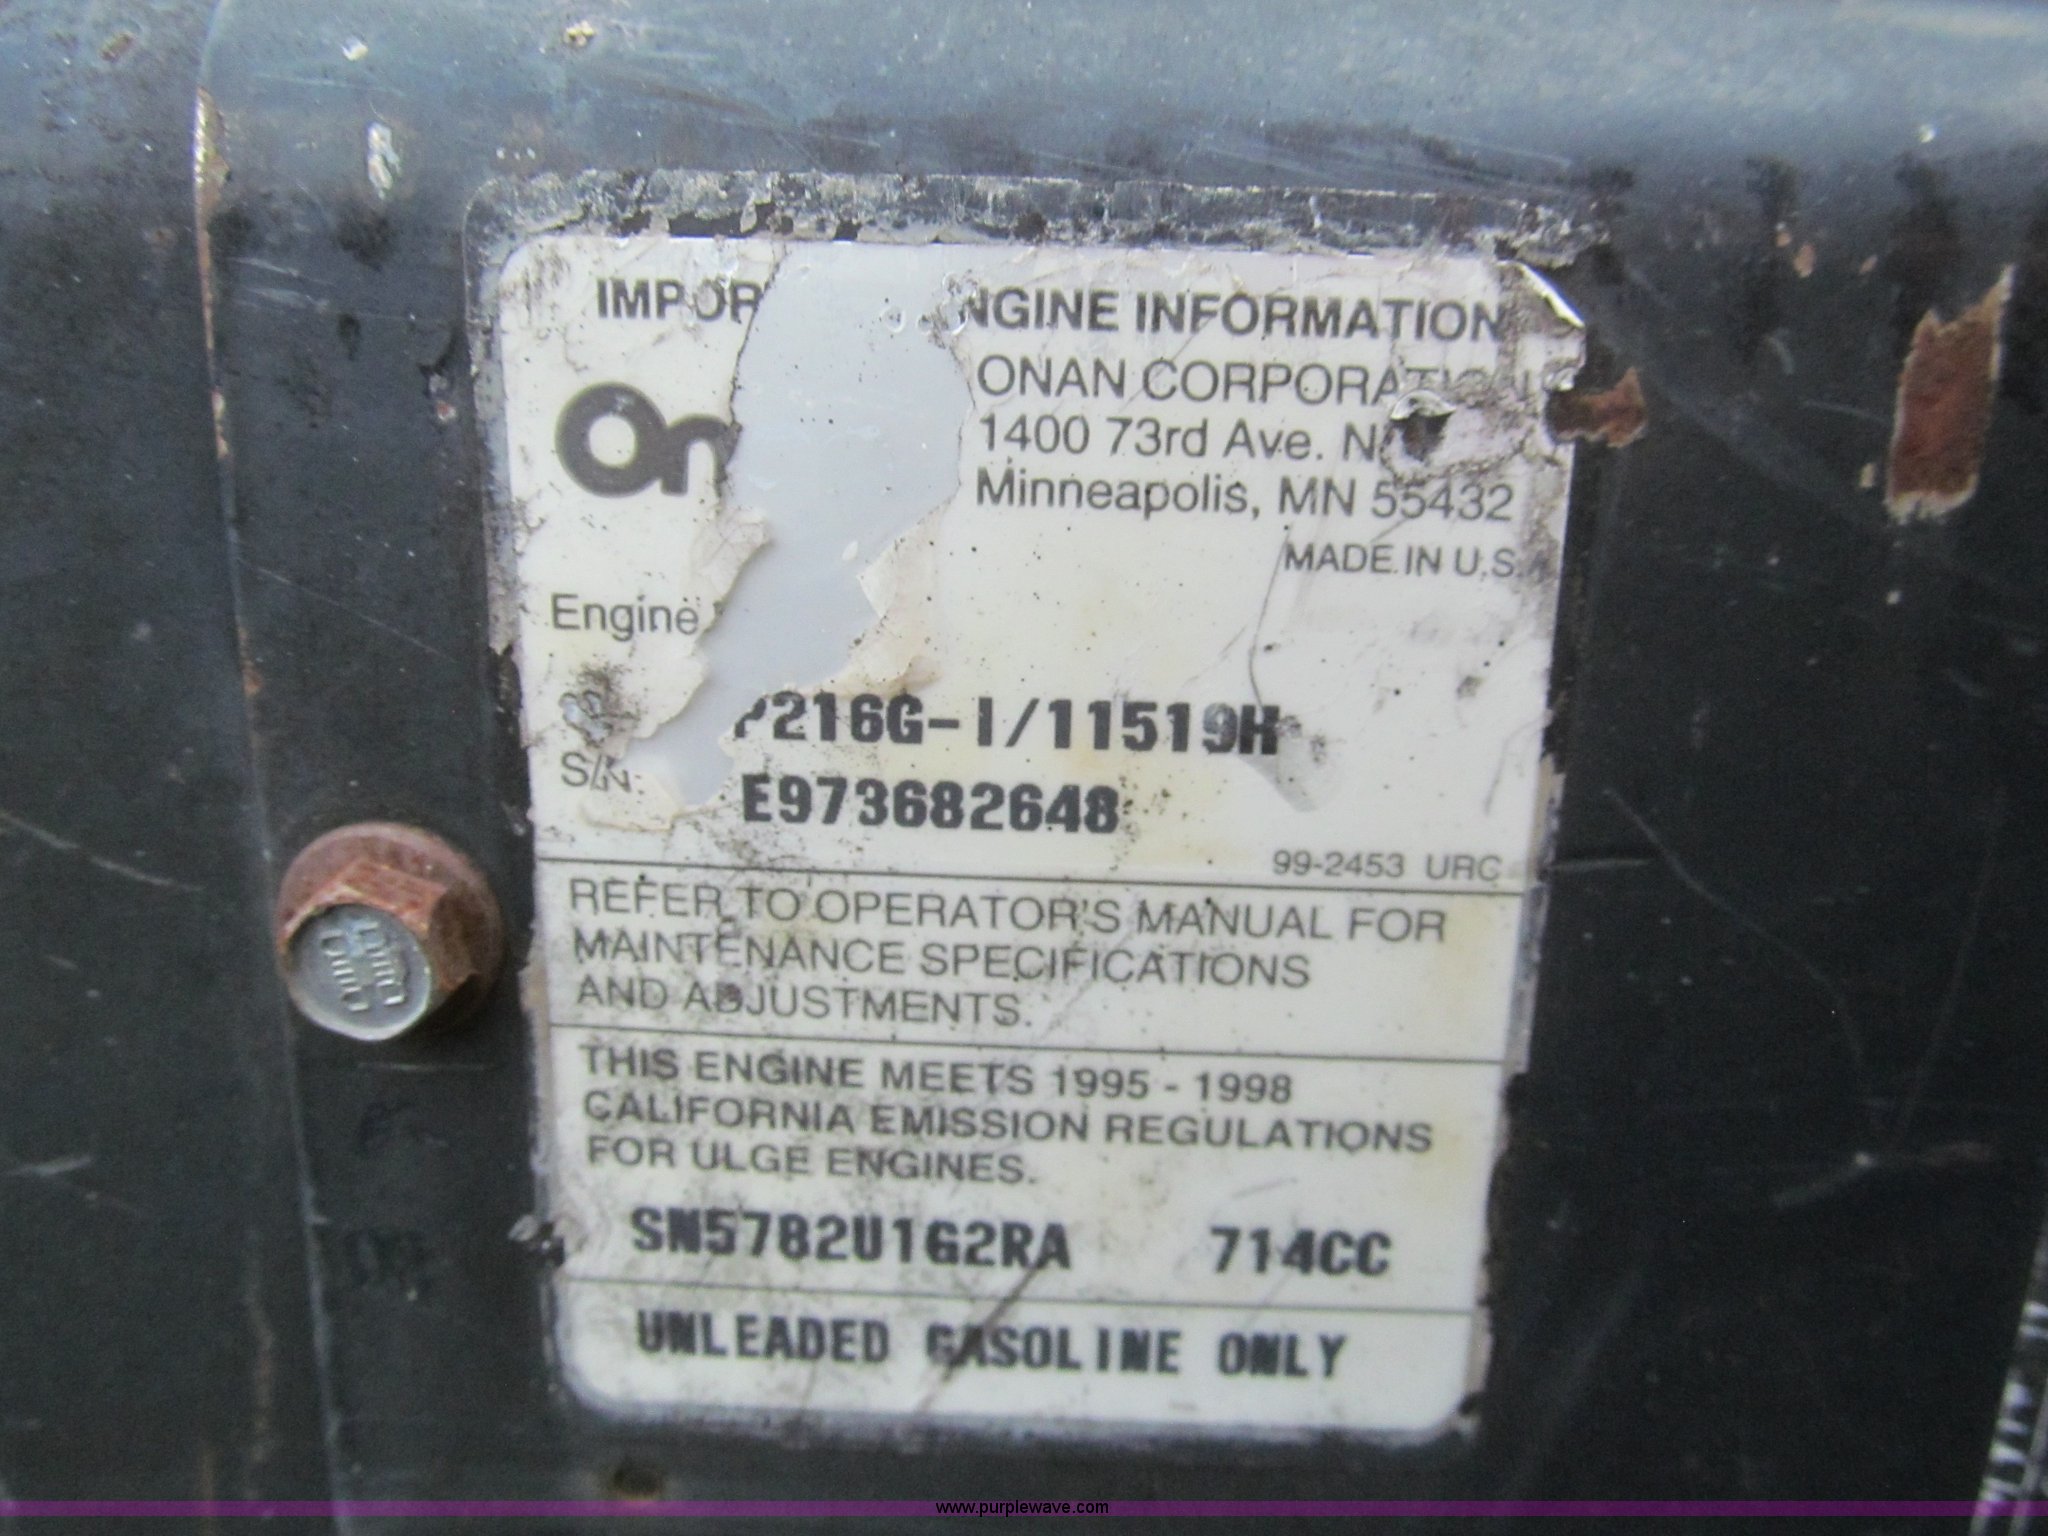 IMPOR NGINE INFORMATION
On
ONAN CORPORATION
1400 73rd Ave. N
Minneapolis, MN 55432
MADE IN U.S.
Engine
P216G-I/11519H
S/N: E973682648
99-2453 URC
REFER TO OPERATOR'S MANUAL FOR
MAINTENANCE SPECIFICATIONS
AND ADJUSTMENTS.
THIS ENGINE MEETS 1995 - 1998
CALIFORNIA EMISSION REGULATIONS
FOR ULGE ENGINES.
SN5782U1G2RA 714CC
UNLEADED GASOLINE ONLY
www.purplewave.com